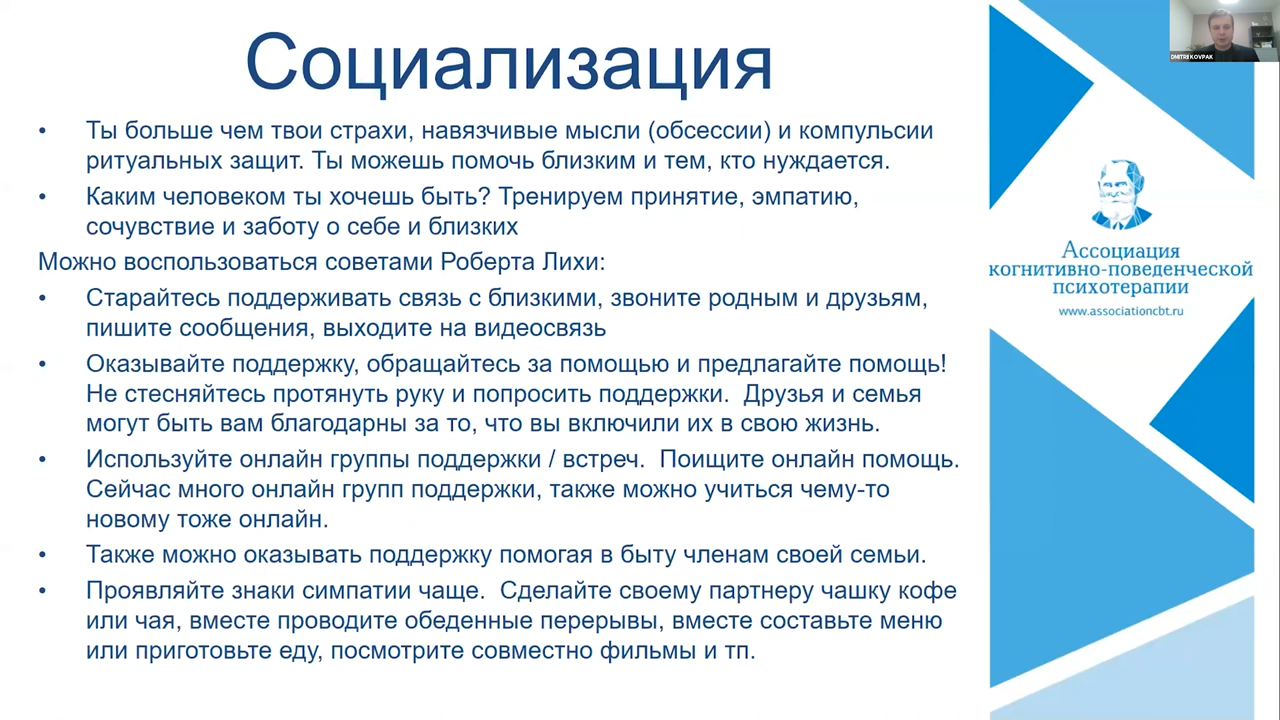 Социализация
• Ты больше чем твои страхи, навязчивые мысли (обсессии) и компульсии
ритуальных защит. Ты можешь помочь близким и тем, кто нуждается.
• Каким человеком ты хочешь быть? Тренируем принятие, эмпатию,
сочувствие и заботу о себе и близких
Можно воспользоваться советами Роберта Лихи:
• Старайтесь поддерживать связь с близкими, звоните родным и друзьям,
пишите сообщения, выходите на видеосвязь
• Оказывайте поддержку, обращайтесь за помощью и предлагайте помощь!
Не стесняйтесь протянуть руку и попросить поддержки.  Друзья и семья
могут быть вам благодарны за то, что вы включили их в свою жизнь.
• Используйте онлайн группы поддержки / встреч.  Поищите онлайн помощь.
Сейчас много онлайн групп поддержки, также можно учиться чему-то
новому тоже онлайн.
• Также можно оказывать поддержку помогая в быту членам своей семьи.
• Проявляйте знаки симпатии чаще.  Сделайте своему партнеру чашку кофе
или чая, вместе проводите обеденные перерывы, вместе составьте меню
или приготовьте еду, посмотрите совместно фильмы и тп.
DMITRI KOVPAK
Ассоциация
когнитивно-поведенческой
психотерапии
www.associationcbt.ru